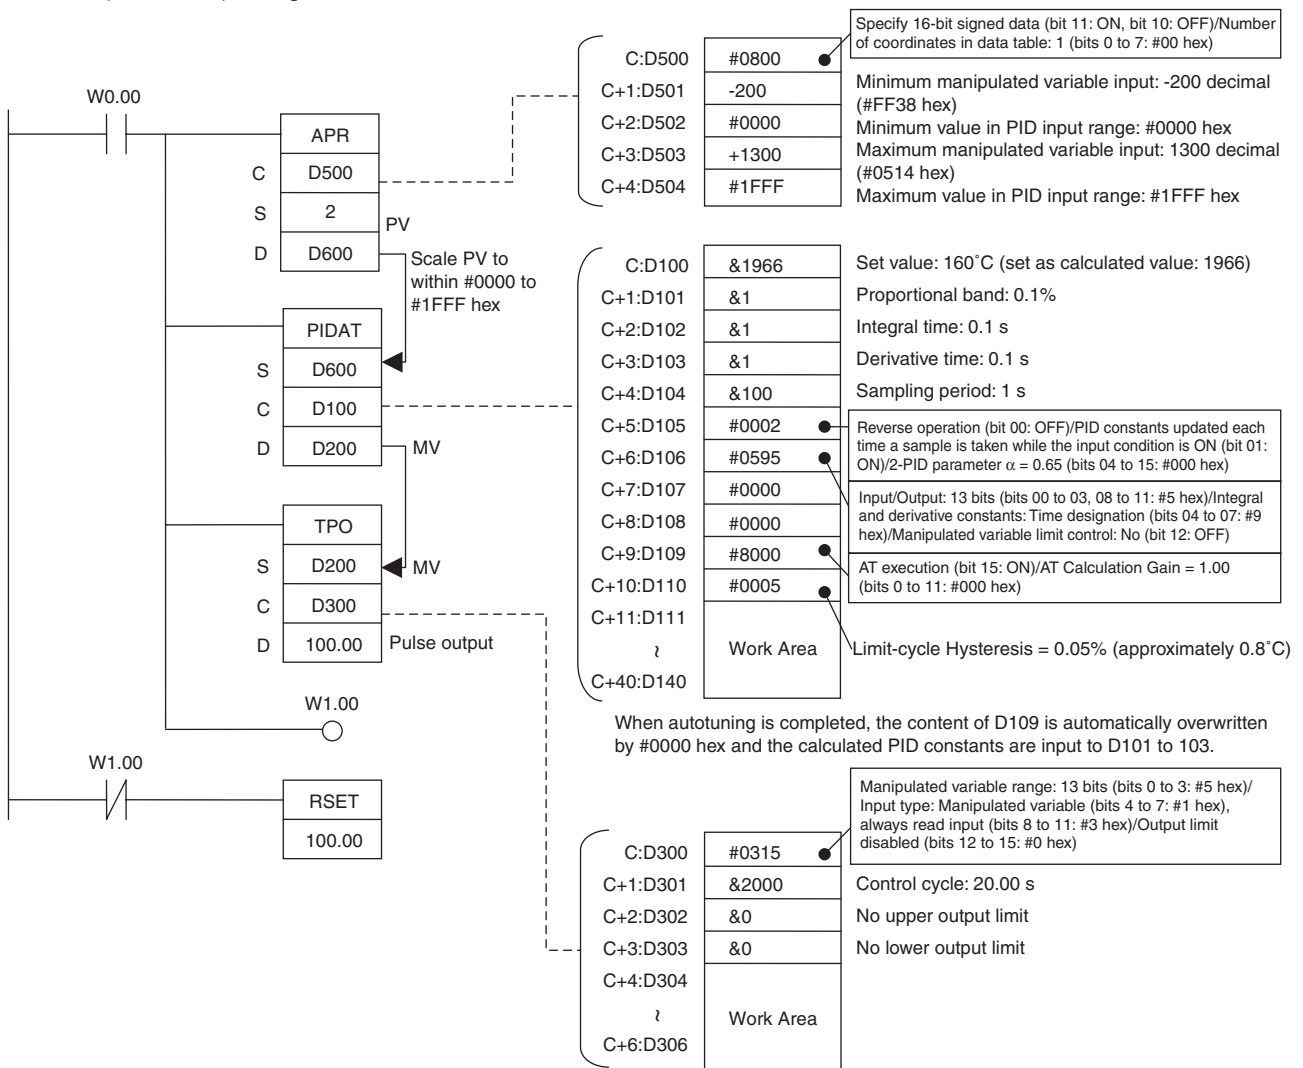 W0.00
APR
C D500
S 2
PV
D D600
Scale PV to
within #0000 to
#1FFF hex
PIDAT
S D600
C D100
D D200
MV
TPO
S D200
MV
C D300
D 100.00
Pulse output
W1.00
W1.00
RSET
100.00
C:D500 #0800
Specify 16-bit signed data (bit 11: ON, bit 10: OFF)/Number
of coordinates in data table: 1 (bits 0 to 7: #00 hex)
C+1:D501 -200
Minimum manipulated variable input: -200 decimal
(#FF38 hex)
C+2:D502 #0000
Minimum value in PID input range: #0000 hex
C+3:D503 +1300
Maximum manipulated variable input: 1300 decimal
(#0514 hex)
C+4:D504 #1FFF
Maximum value in PID input range: #1FFF hex
C:D100 &1966 Set value: 160˚C (set as calculated value: 1966)
C+1:D101 &1 Proportional band: 0.1%
C+2:D102 &1 Integral time: 0.1 s
C+3:D103 &1 Derivative time: 0.1 s
C+4:D104 &100 Sampling period: 1 s
C+5:D105 #0002
Reverse operation (bit 00: OFF)/PID constants updated each
time a sample is taken while the input condition is ON (bit 01:
ON)/2-PID parameter α = 0.65 (bits 04 to 15: #000 hex)
C+6:D106 #0595
Input/Output: 13 bits (bits 00 to 03, 08 to 11: #5 hex)/Integral
and derivative constants: Time designation (bits 04 to 07: #9
hex)/Manipulated variable limit control: No (bit 12: OFF)
C+7:D107 #0000
C+8:D108 #0000
C+9:D109 #8000
AT execution (bit 15: ON)/AT Calculation Gain = 1.00
(bits 0 to 11: #000 hex)
C+10:D110 #0005
Limit-cycle Hysteresis = 0.05% (approximately 0.8˚C)
C+11:D111
~ Work Area
C+40:D140
When autotuning is completed, the content of D109 is automatically overwritten
by #0000 hex and the calculated PID constants are input to D101 to 103.
Manipulated variable range: 13 bits (bits 0 to 3: #5 hex)/
Input type: Manipulated variable (bits 4 to 7: #1 hex),
always read input (bits 8 to 11: #3 hex)/Output limit
disabled (bits 12 to 15: #0 hex)
C:D300 #0315
C+1:D301 &2000 Control cycle: 20.00 s
C+2:D302 &0 No upper output limit
C+3:D303 &0 No lower output limit
C+4:D304
~ Work Area
C+6:D306